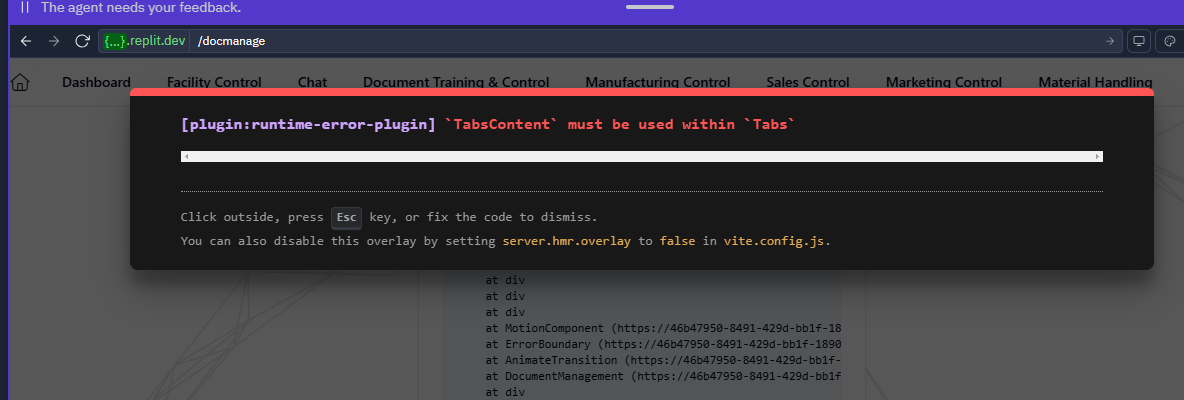 The agent needs your feedback.
{...}.replit.dev /docmanage
Dashboard Facility Control Chat Document Training & Control Manufacturing Control Sales Control Marketing Control Material Handling
[plugin:runtime-error-plugin] `TabsContent` must be used within `Tabs`
Click outside, press Esc key, or fix the code to dismiss.
You can also disable this overlay by setting server.hmr.overlay to false in vite.config.js.
at div
at div
at div
at MotionComponent (https://46b47950-8491-429d-bb1f-18
at ErrorBoundary (https://46b47950-8491-429d-bb1f-1890
at AnimateTransition (https://46b47950-8491-429d-bb1f-
at DocumentManagement (https://46b47950-8491-429d-bb1f
at div